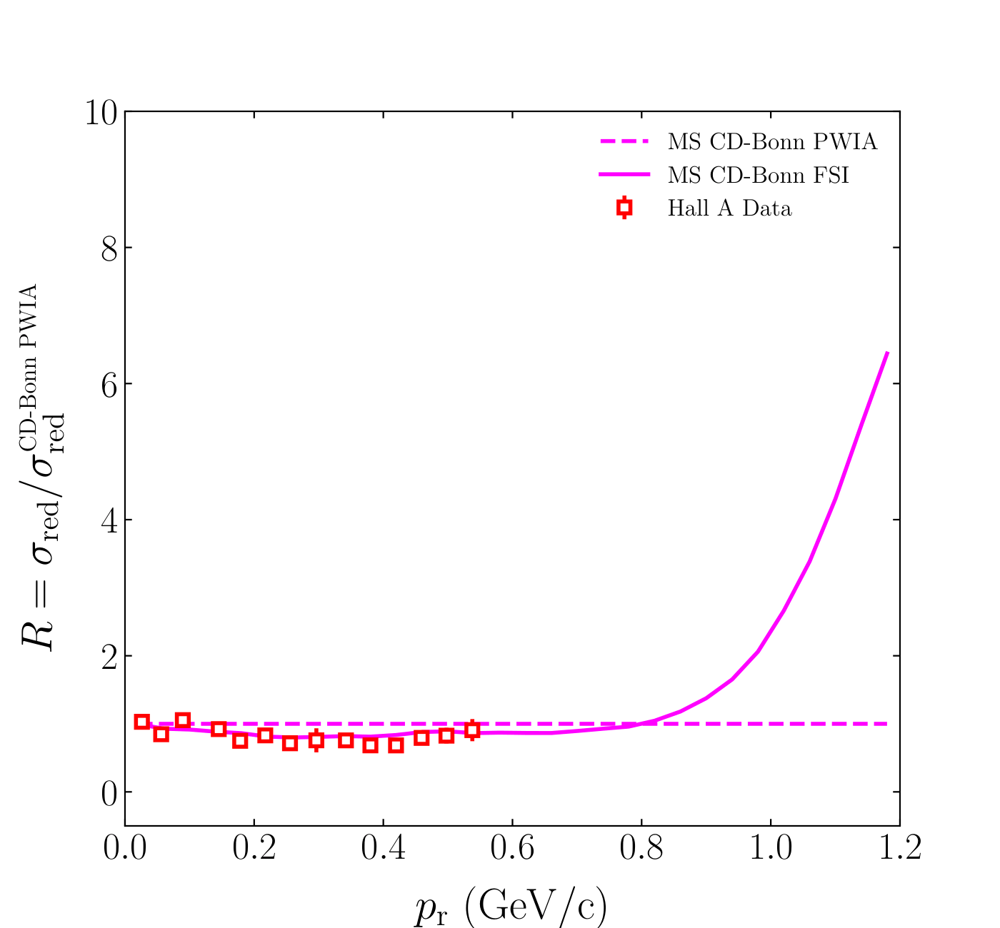 10
8
6
4
2
0
0.0 0.2 0.4 0.6 0.8 1.0 1.2
MS CD-Bonn PWIA
MS CD-Bonn FSI
Hall A Data
R = σ_red/σ_red^CD-Bonn PWIA
p_r (GeV/c)